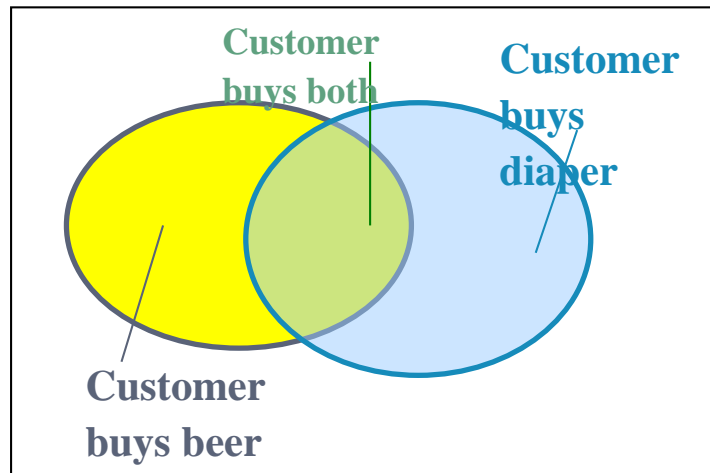 Customer
buys both
Customer
buys
diaper
Customer
buys beer